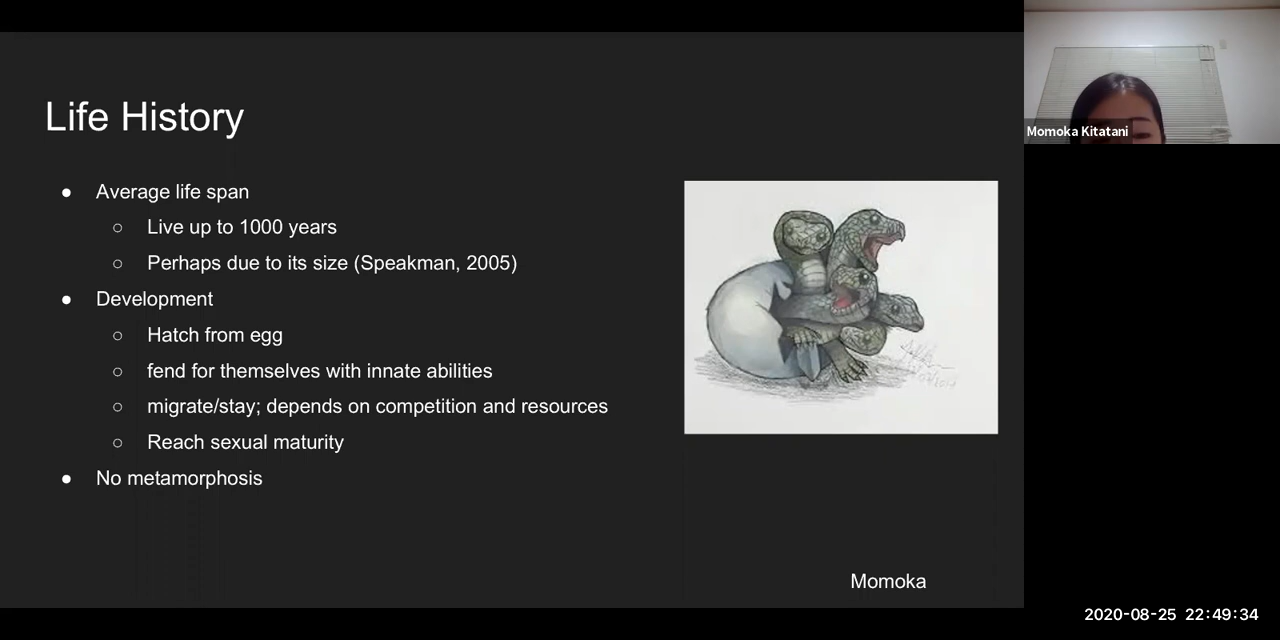 Life History
● Average life span
○ Live up to 1000 years
○ Perhaps due to its size (Speakman, 2005)
● Development
○ Hatch from egg
○ fend for themselves with innate abilities
○ migrate/stay; depends on competition and resources
○ Reach sexual maturity
● No metamorphosis
Momoka
Momoka Kitatani
2020-08-25 22:49:34